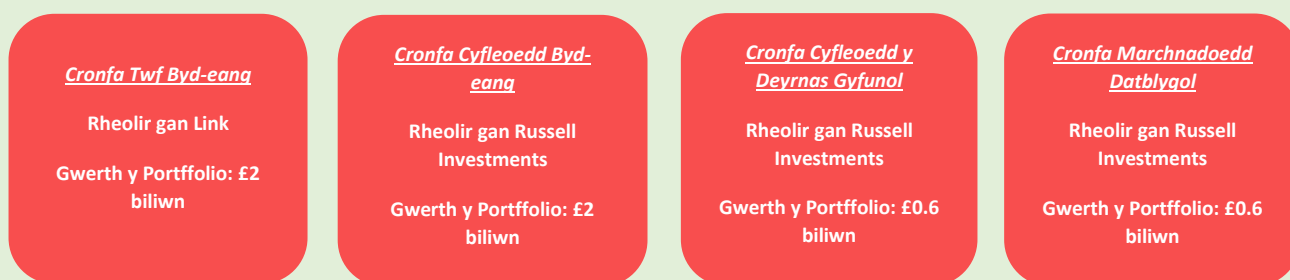 Cronfa Twf Byd-eang
Rheolir gan Link
Gwerth y Portffolio: £2
biliwn
Cronfa Cyfleoedd Byd-
eang
Rheolir gan Russell
Investments
Gwerth y Portffolio: £2
biliwn
Cronfa Cyfleoedd y
Deyrnas Gyfunol
Rheolir gan Russell
Investments
Gwerth y Portffolio: £0.6
biliwn
Cronfa Marchnadoedd
Datblygol
Rheolir gan Russell
Investments
Gwerth y Portffolio: £0.6
biliwn